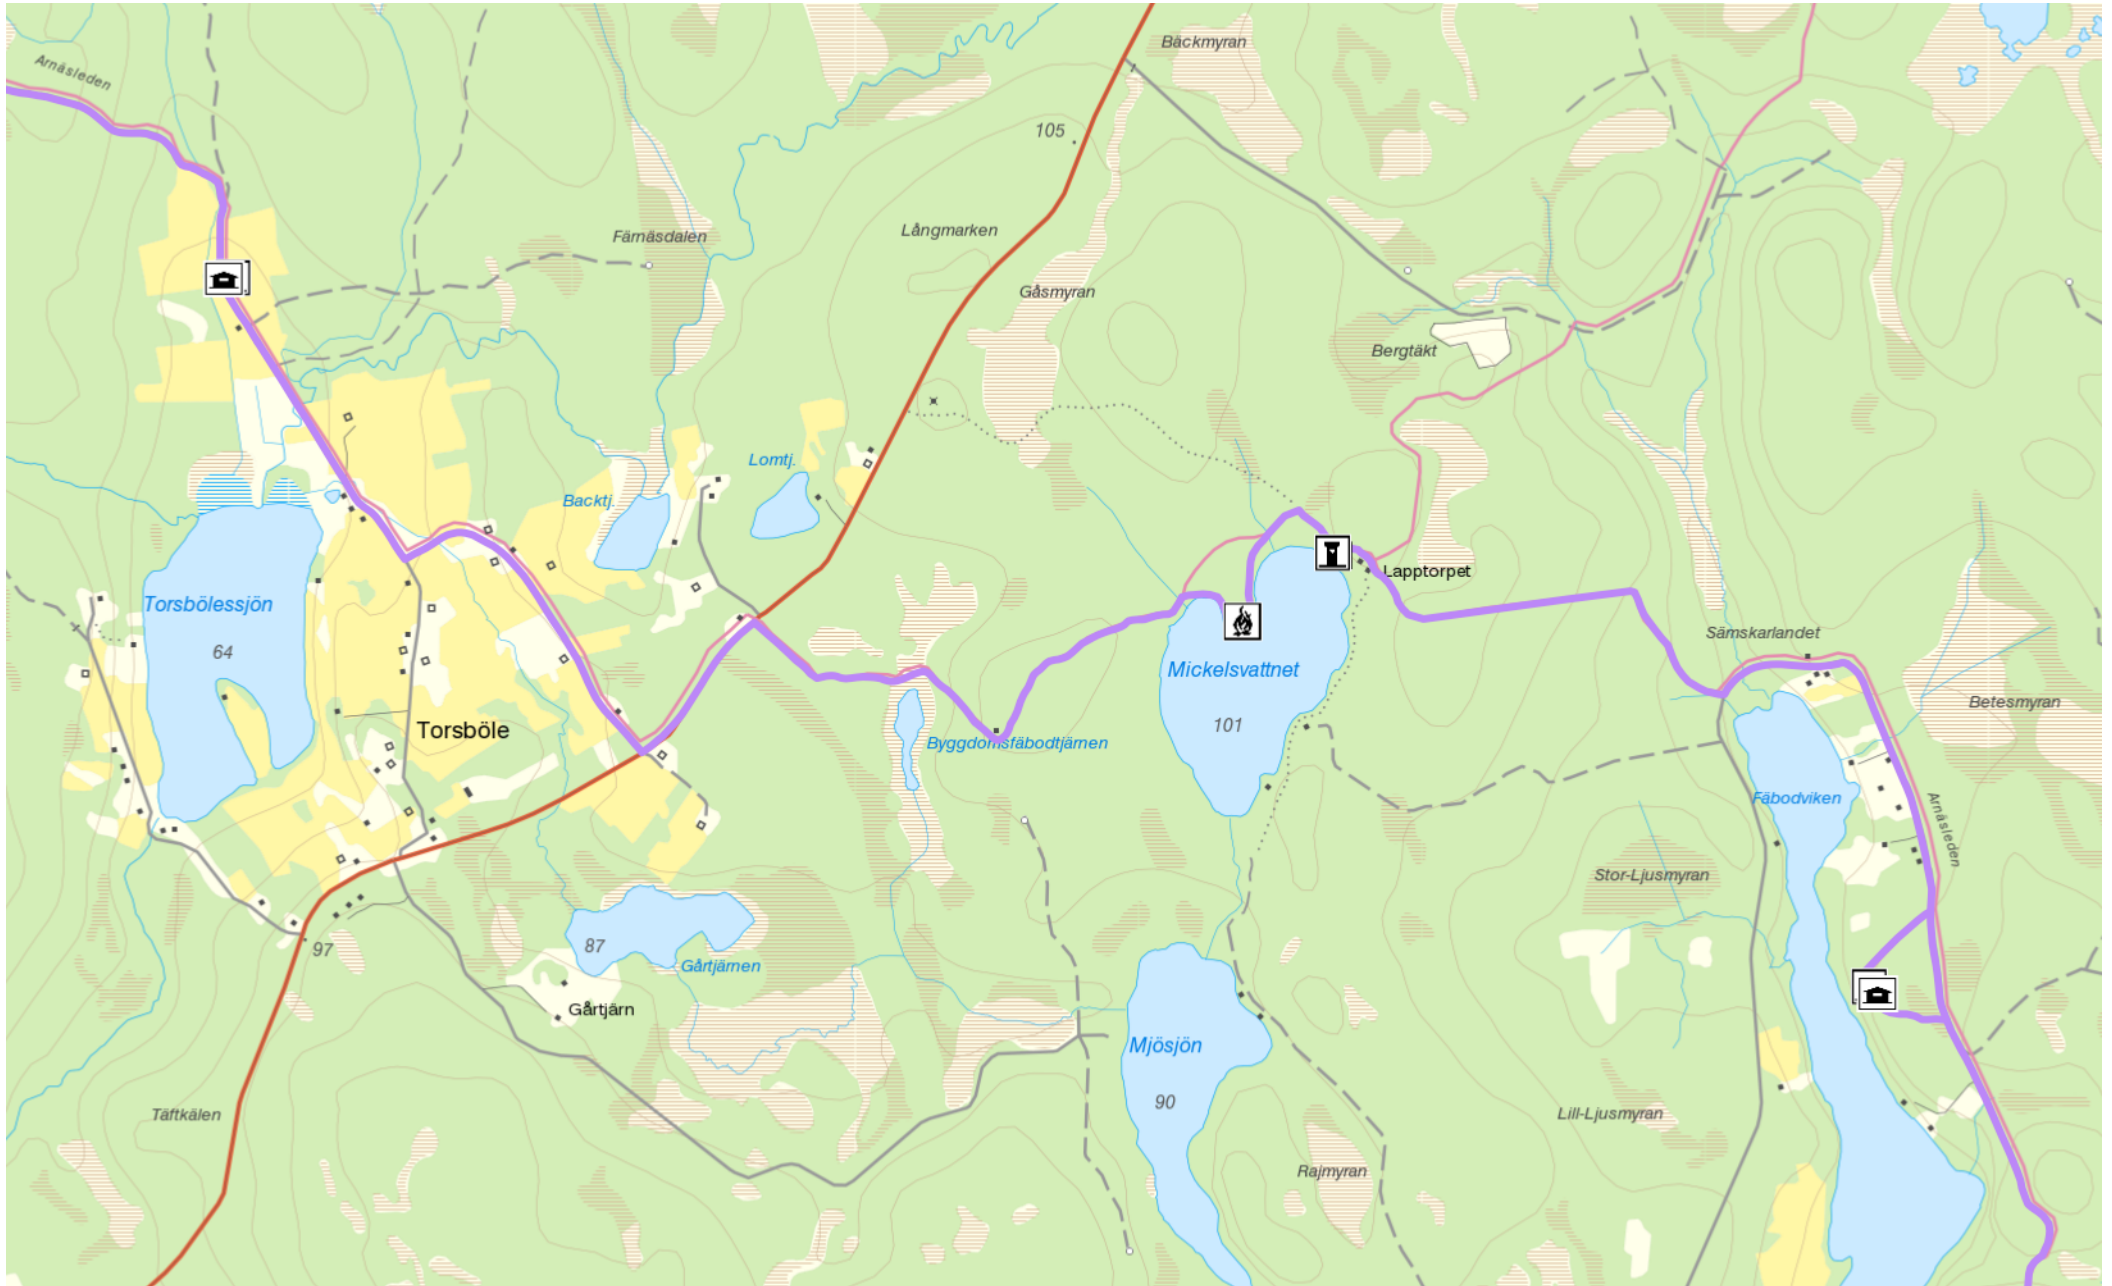 Bäckmyran
Arnäsleden
105
Långmarken
Färnäsdalen
Gåsmyran
Bergtäkt
Lomtj.
Backtj.
Lapptorpet
Torsbölessjön
64
Sämskarlandet
Mickelsvattnet
101
Betesmyran
Torsböle
Byggdomsfäbodtjärnen
Fäbodviken
Arnäsleden
Stor-Ljusmyran
97
87
Gårtjärnen
Gårtjärn
Mjösjön
90
Täftkälen
Lill-Ljusmyran
Rajmyran